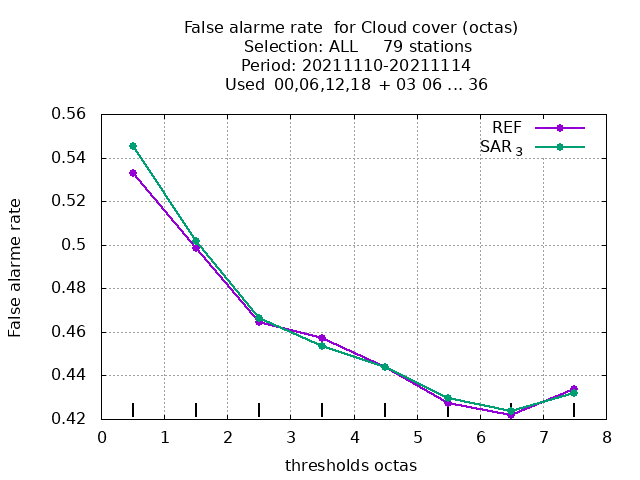 False alarme rate for Cloud cover (octas)
Selection: ALL 79 stations
Period: 20211110-20211114
Used 00,06,12,18 + 03 06 ... 36
REF
SAR 3
0.56
0.54
0.52
0.5
0.48
0.46
0.44
0.42
False alarme rate
0 1 2 3 4 5 6 7 8
thresholds octas